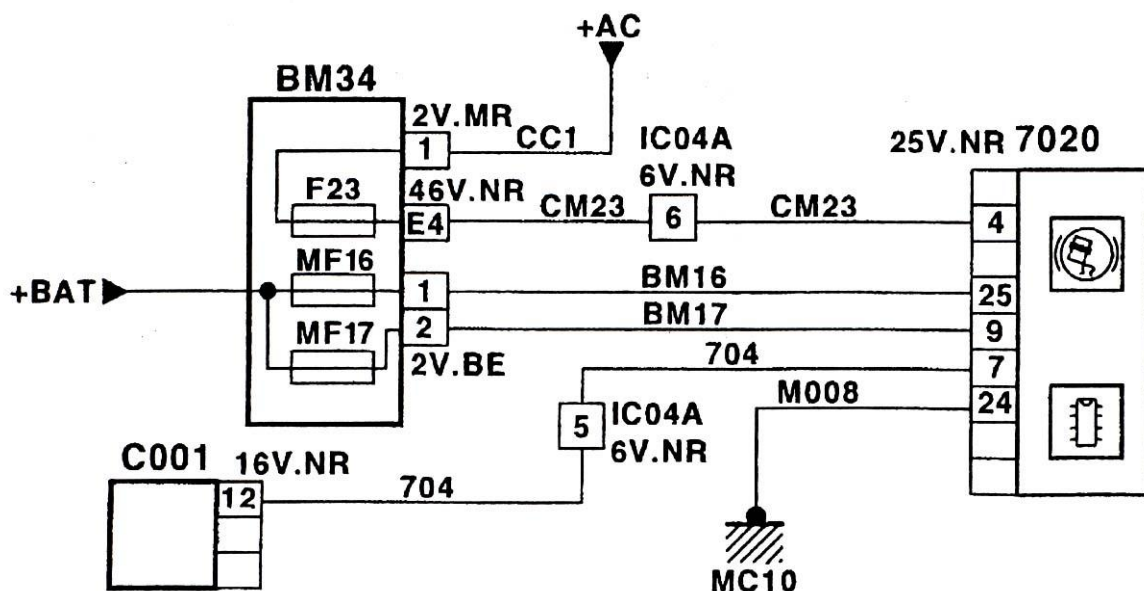 +AC
BM34
2V.MR
1
CC1
IC04A
6V.NR
25V.NR 7020
F23
46V.NR
E4
CM23
6
CM23
4
+BAT
MF16
1
BM16
25
MF17
2
BM17
9
2V.BE
704
7
M008
24
5
IC04A
6V.NR
C001
16V.NR
12
704
MC10